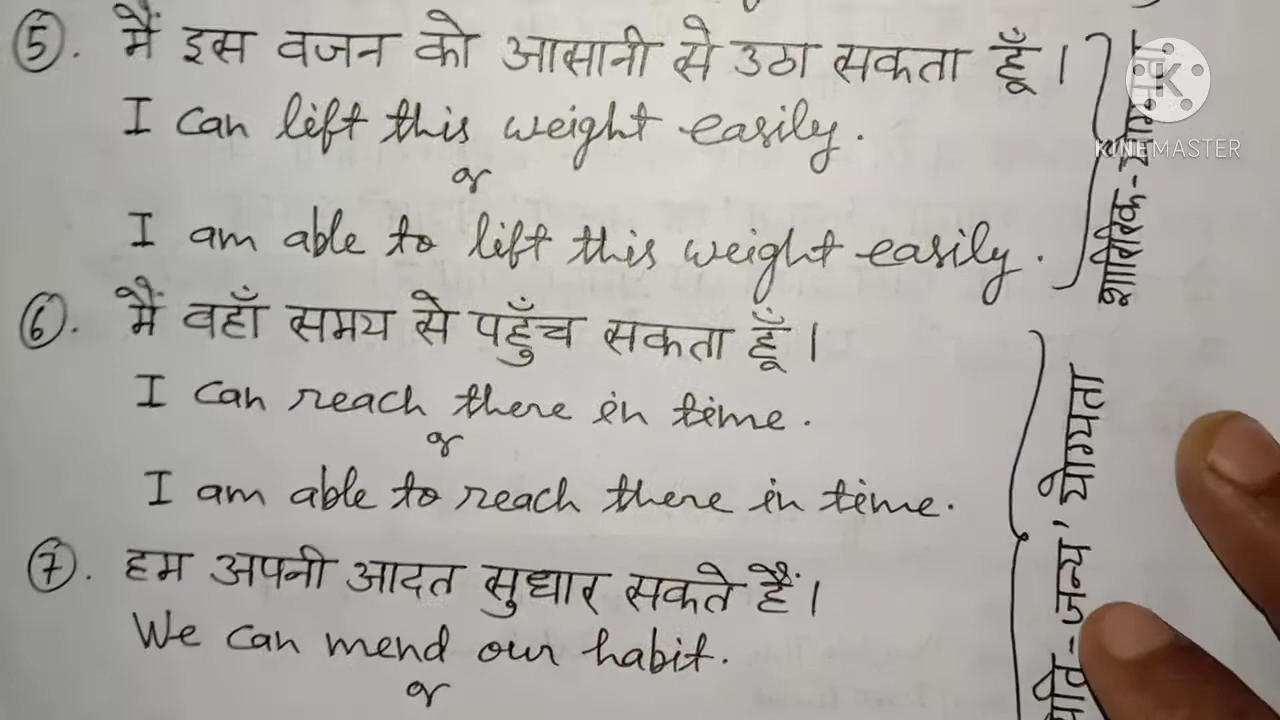 ⑤. मैं इस वजन को आसानी से उठा सकता हूँ।
I can lift this weight easily.
or
I am able to lift this weight easily.
⑥. मैं वहाँ समय से पहुँच सकता हूँ।
I can reach there in time.
or
I am able to reach there in time.
⑦. हम अपनी आदत सुधार सकते हैं।
We can mend our habit.
or
शारीरिक-योग्यता
जन्य' योग्यता
KINEMASTER